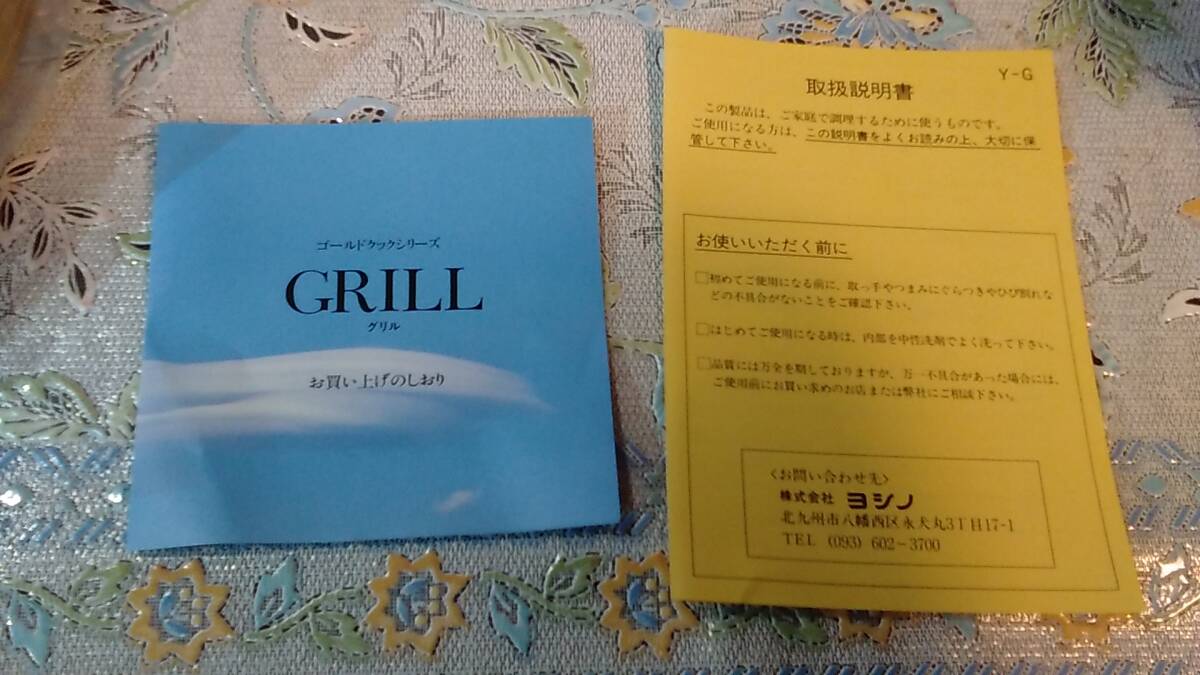 ゴールドクックシリーズ
GRILL
グリル
お買い上げのしおり
Y-G
取扱説明書
この製品は、ご家庭で調理するために使うものです。
ご使用になる方は、この説明書をよくお読みの上、大切に保
管して下さい。
お使いいただく前に
□初めてご使用になる前に、取っ手やつまみにぐらつきやひび割れな
どの不具合がないことをご確認下さい。
□はじめてご使用になる時は、内部を中性洗剤でよく洗って下さい。
□品質には万全を期しておりますが、万一不具合があった場合には、
ご使用前にお買い求めのお店または弊社にご相談下さい。
<お問い合わせ先>
株式会社 ヨシノ
北九州市八幡西区永犬丸3丁目17-1
TEL (093) 602-3700